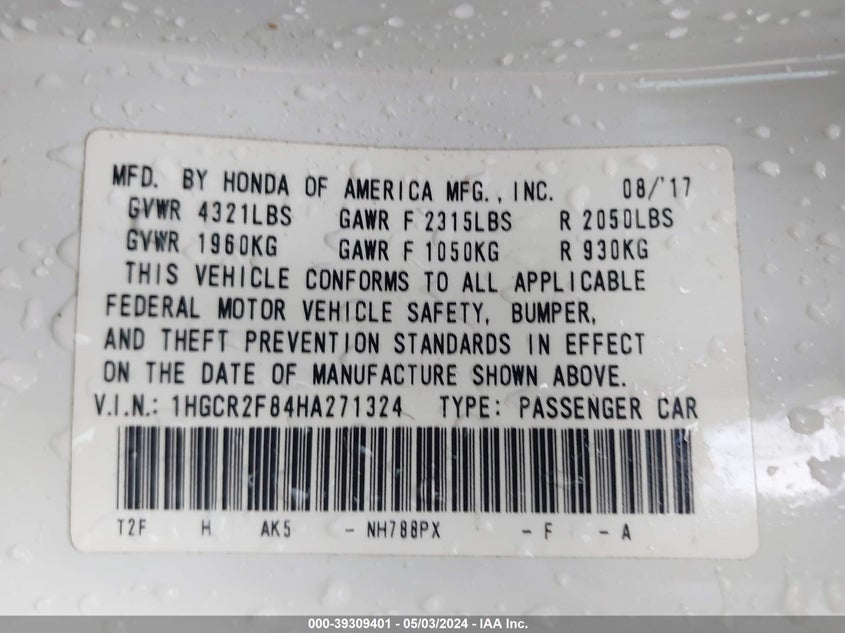 MFD. BY HONDA OF AMERICA MFG., INC. 08/'17
GVWR 4321LBS GAWR F 2315LBS R 2050LBS
GVWR 1960KG GAWR F 1050KG R 930KG
THIS VEHICLE CONFORMS TO ALL APPLICABLE
FEDERAL MOTOR VEHICLE SAFETY, BUMPER,
AND THEFT PREVENTION STANDARDS IN EFFECT
ON THE DATE OF MANUFACTURE SHOWN ABOVE.
V.I.N.: 1HGCR2F84HA271324 TYPE: PASSENGER CAR
T2F H AK5 - NH788PX - F - A
000-39309401 - 05/03/2024 - IAA Inc.